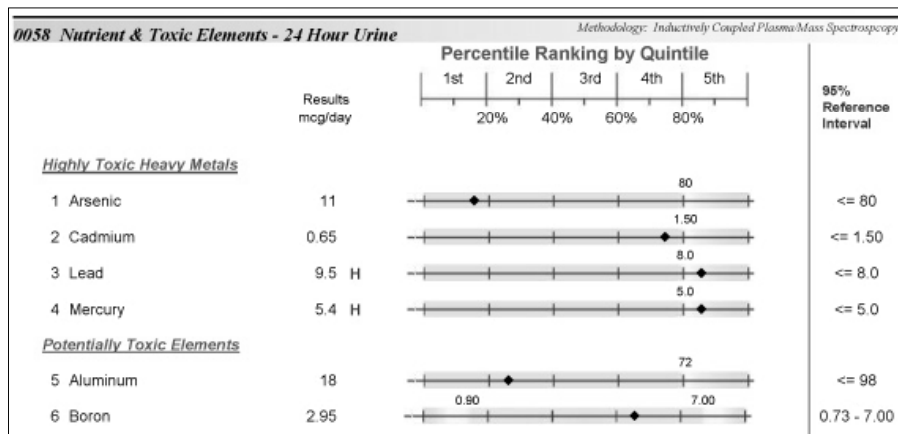 0058 Nutrient & Toxic Elements - 24 Hour Urine
Methodology: Inductively Coupled Plasma/Mass Spectrospcopy
Percentile Ranking by Quintile
1st 2nd 3rd 4th 5th
Results
mcg/day
20% 40% 60% 80%
95%
Reference
Interval
Highly Toxic Heavy Metals
80
1 Arsenic 11 <= 80
1.50
2 Cadmium 0.65 <= 1.50
8.0
3 Lead 9.5 H <= 8.0
5.0
4 Mercury 5.4 H <= 5.0
Potentially Toxic Elements
72
5 Aluminum 18 <= 98
0.90 7.00
6 Boron 2.95 0.73 - 7.00